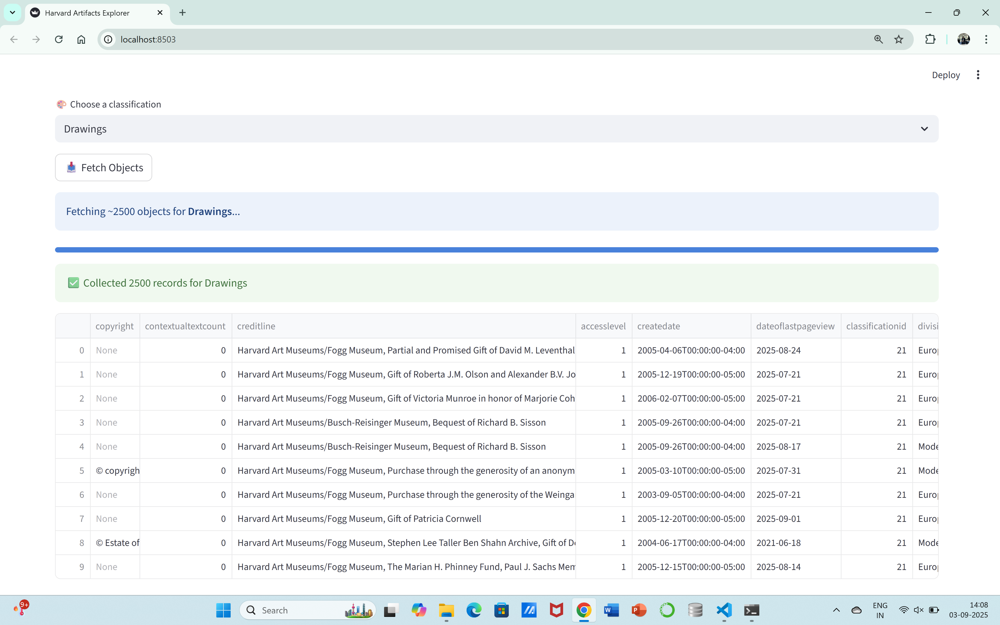 Harvard Artifacts Explorer
localhost:8503
Deploy
Choose a classification
Drawings
Fetch Objects
Fetching ~2500 objects for Drawings...
Collected 2500 records for Drawings
copyright contextualtextcount creditline accesslevel createdate dateoflastpageview classificationid divisi
0 None 0 Harvard Art Museums/Fogg Museum, Partial and Promised Gift of David M. Leventhal 1 2005-04-06T00:00:00-04:00 2025-08-24 21 Euro
1 None 0 Harvard Art Museums/Fogg Museum, Gift of Roberta J.M. Olson and Alexander B.V. Jo 1 2005-12-19T00:00:00-05:00 2025-07-21 21 Euro
2 None 0 Harvard Art Museums/Fogg Museum, Gift of Victoria Munroe in honor of Marjorie Coh 1 2006-02-07T00:00:00-05:00 2025-07-21 21 Euro
3 None 0 Harvard Art Museums/Busch-Reisinger Museum, Bequest of Richard B. Sisson 1 2005-09-26T00:00:00-04:00 2025-07-21 21 Euro
4 None 0 Harvard Art Museums/Busch-Reisinger Museum, Bequest of Richard B. Sisson 1 2005-09-26T00:00:00-04:00 2025-08-17 21 Mode
5 © copyrigh 0 Harvard Art Museums/Fogg Museum, Purchase through the generosity of an anonym 1 2005-03-10T00:00:00-05:00 2025-07-31 21 Mode
6 None 0 Harvard Art Museums/Fogg Museum, Purchase through the generosity of the Weinga 1 2003-09-05T00:00:00-04:00 2025-07-21 21 Euro
7 None 0 Harvard Art Museums/Fogg Museum, Gift of Patricia Cornwell 1 2005-12-20T00:00:00-05:00 2025-09-01 21 Euro
8 © Estate of 0 Harvard Art Museums/Fogg Museum, Stephen Lee Taller Ben Shahn Archive, Gift of De 1 2004-06-17T00:00:00-04:00 2021-06-18 21 Mode
9 None 0 Harvard Art Museums/Fogg Museum, The Marian H. Phinney Fund, Paul J. Sachs Mem 1 2005-12-15T00:00:00-05:00 2025-08-14 21 Euro
9+
Search
W
P
ENG
IN
14:08
03-09-2025